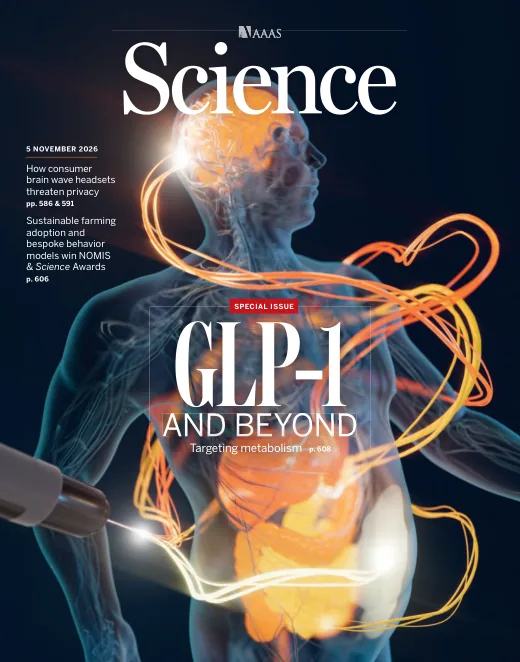 AAAS
Science
5 NOVEMBER 2026
How consumer
brain wave headsets
threaten privacy
pp. 586 & 591
Sustainable farming
adoption and
bespoke behavior
models win NOMIS
& Science Awards
p. 606
SPECIAL ISSUE
GLP-1
AND BEYOND
Targeting metabolism p. 608